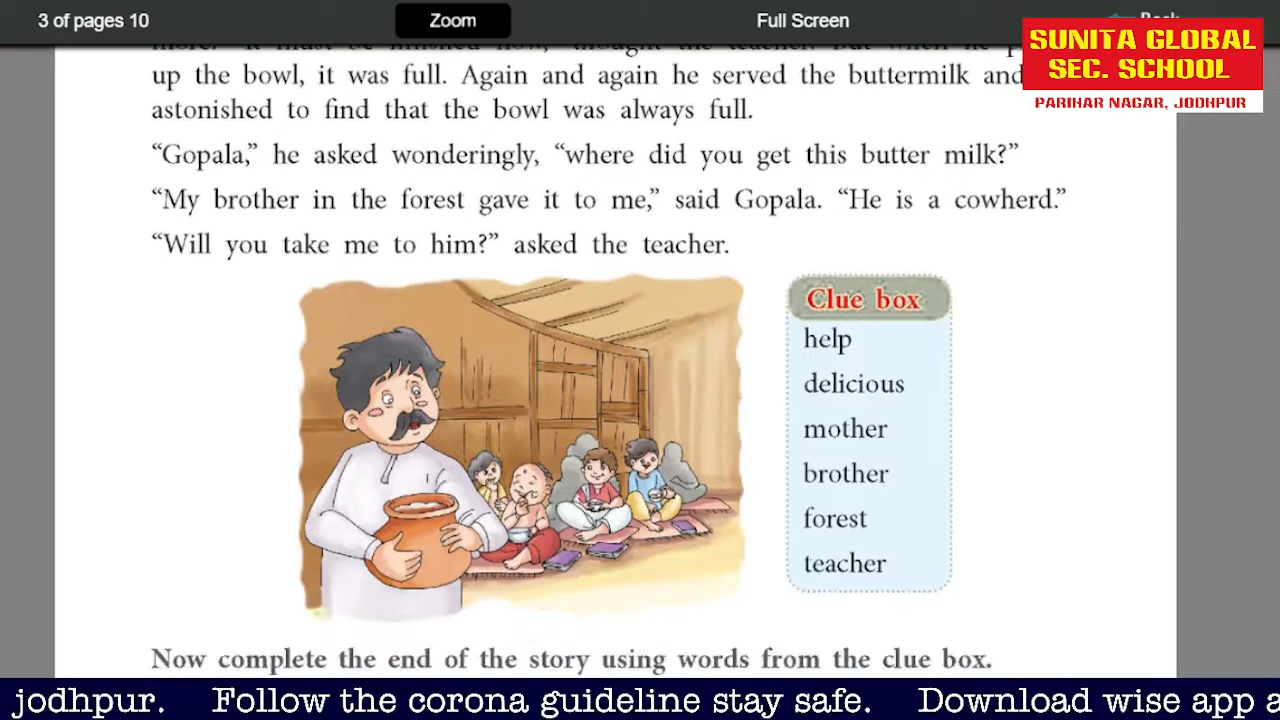 3 of pages 10 Zoom Full Screen
SUNITA GLOBAL
SEC. SCHOOL
PARIHAR NAGAR, JODHPUR
up the bowl, it was full. Again and again he served the buttermilk and
astonished to find that the bowl was always full.
“Gopala,” he asked wonderingly, “where did you get this butter milk?”
“My brother in the forest gave it to me,” said Gopala. “He is a cowherd.”
“Will you take me to him?” asked the teacher.
Clue box
help
delicious
mother
brother
forest
teacher
Now complete the end of the story using words from the clue box.
jodhpur. Follow the corona guideline stay safe. Download wise app a